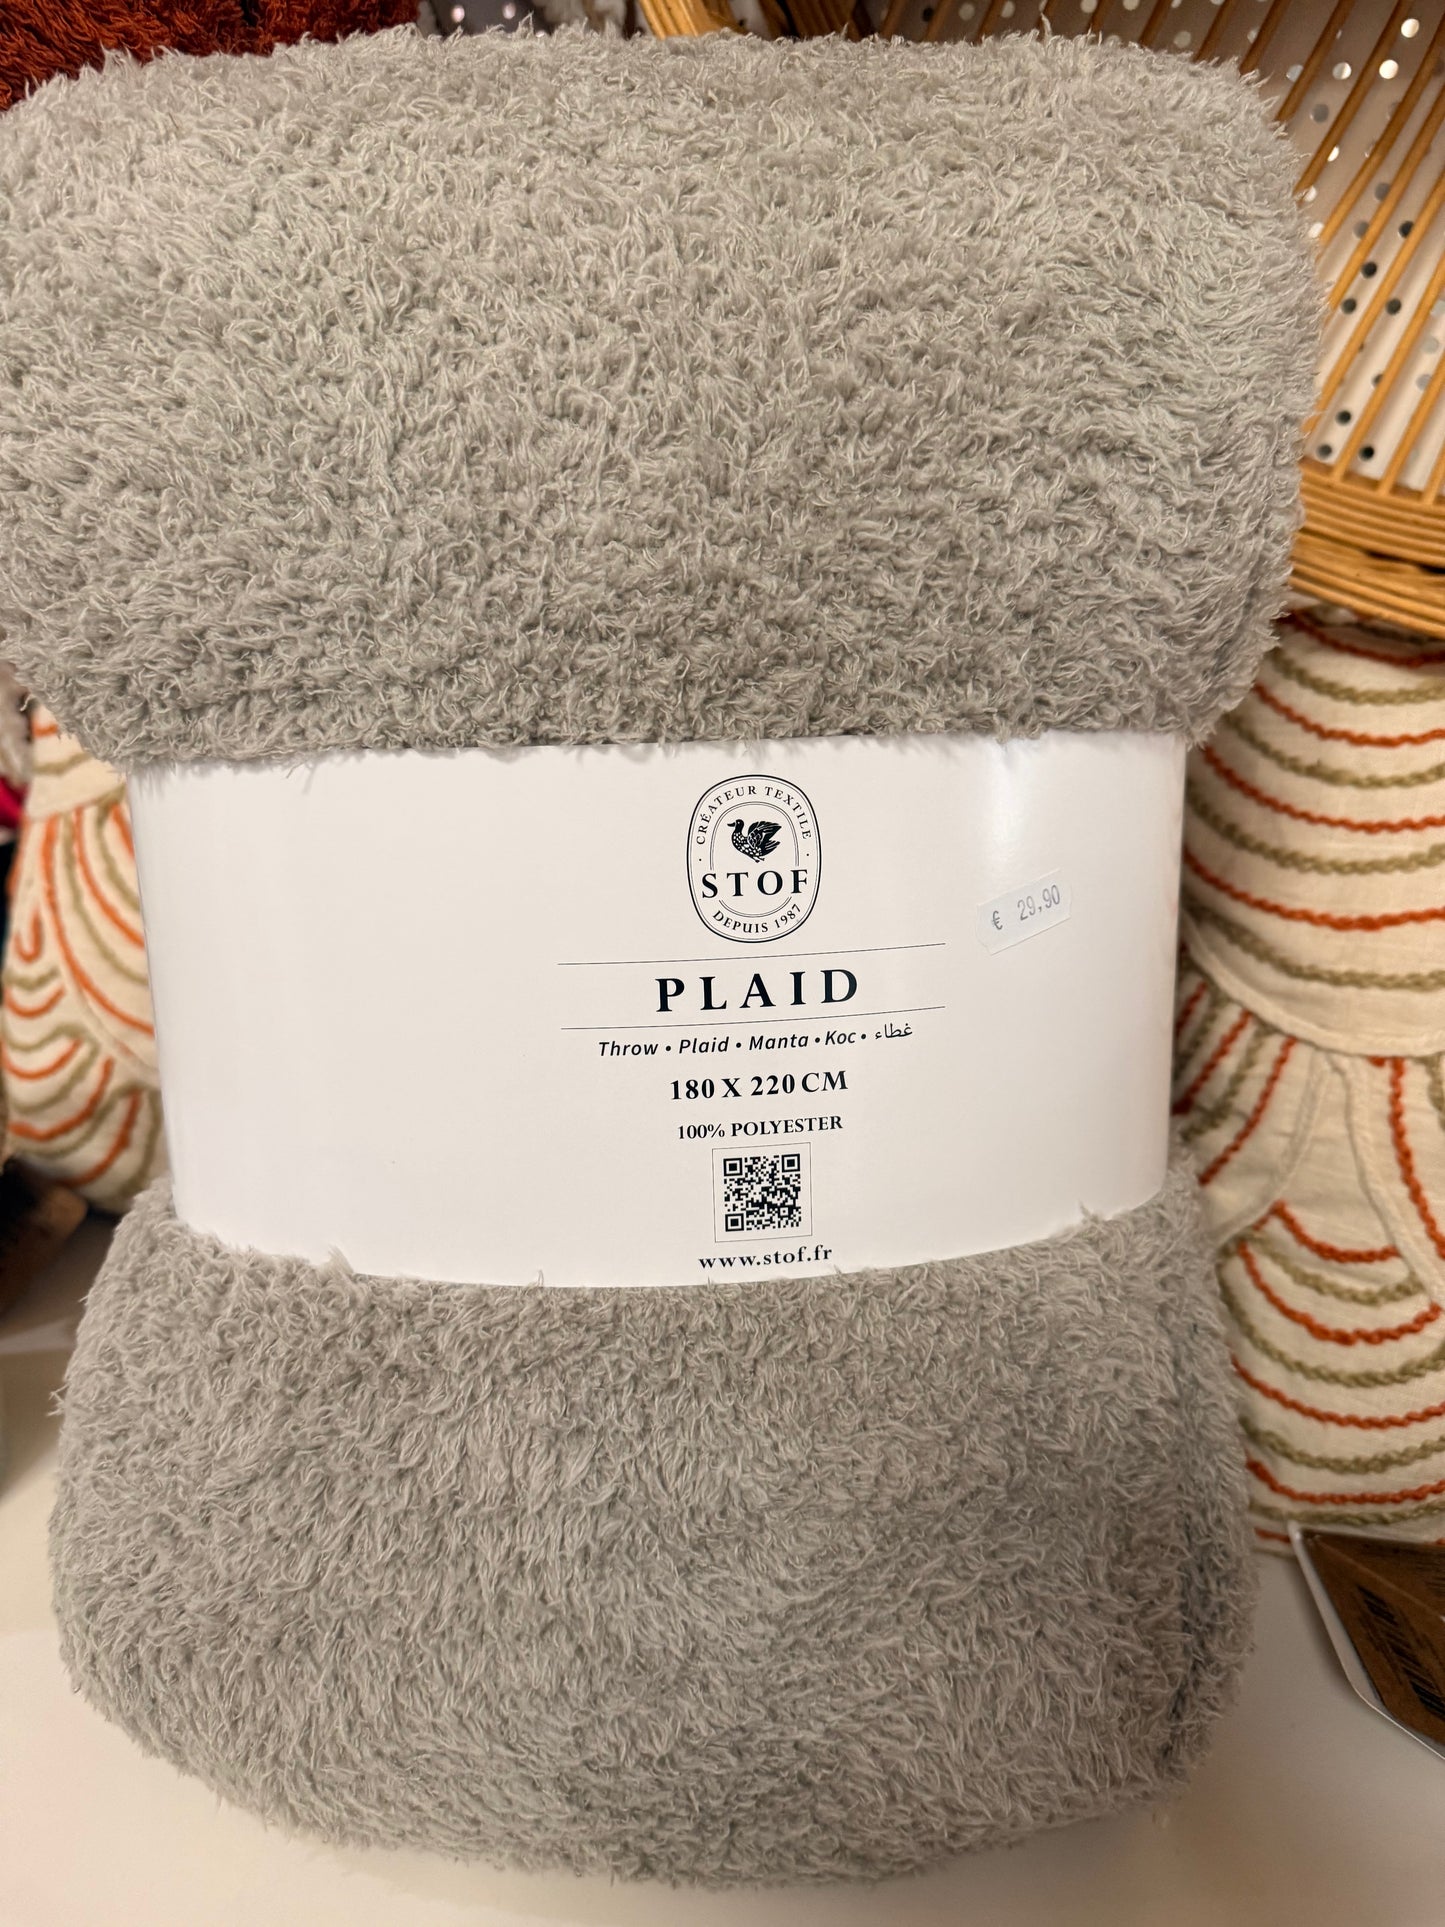 CRÉATEUR TEXTILE
STOF
DEPUIS 1987
€ 29,90
PLAID
Throw • Plaid • Manta • Koc • غطاء
180 X 220 CM
100% POLYESTER
www.stof.fr